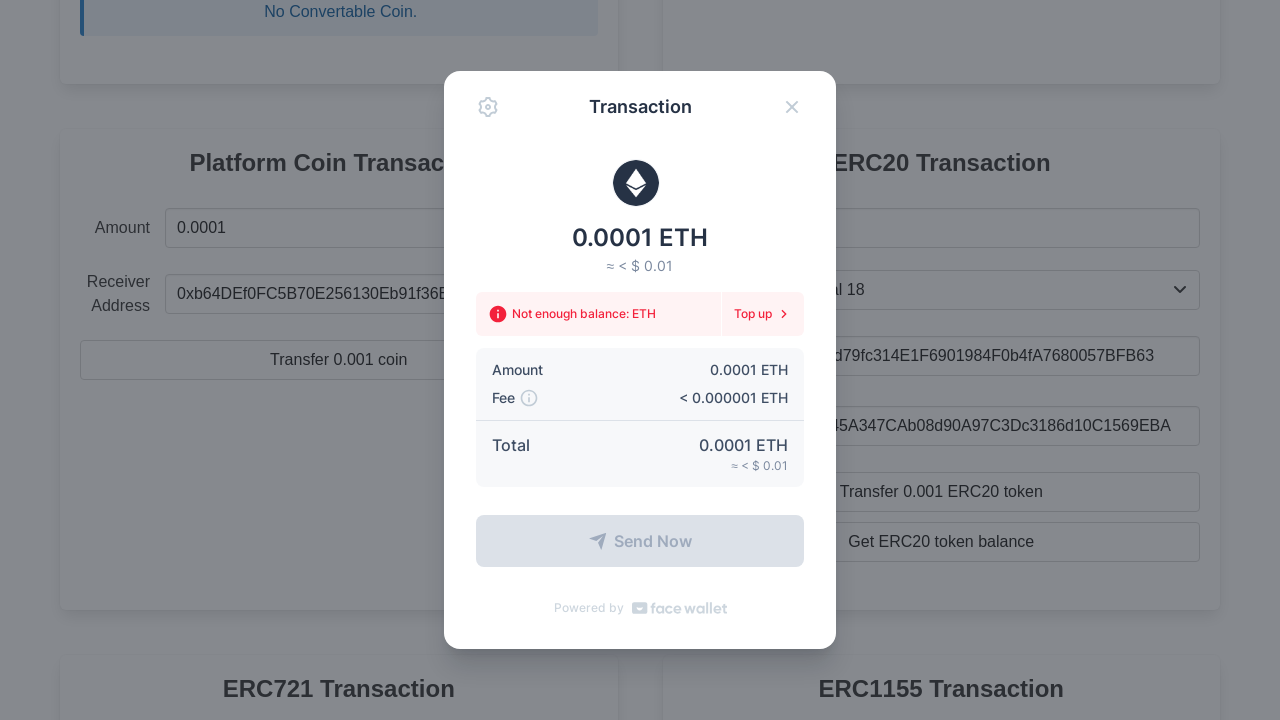 No Convertable Coin.
Transaction
Platform Coin Transac
ERC20 Transaction
0.0001 ETH
≈ < $ 0.01
Amount
0.0001
Receiver
Address
0xb64DEf0FC5B70E256130Eb91f36E
al 18
Not enough balance: ETH
Top up
Transfer 0.001 coin
d79fc314E1F6901984F0b4fA7680057BFB63
Amount
0.0001 ETH
Fee
< 0.000001 ETH
45A347CAb08d90A97C3Dc3186d10C1569EBA
Total
0.0001 ETH
≈ < $ 0.01
Transfer 0.001 ERC20 token
Send Now
Get ERC20 token balance
Powered by face wallet
ERC721 Transaction
ERC1155 Transaction